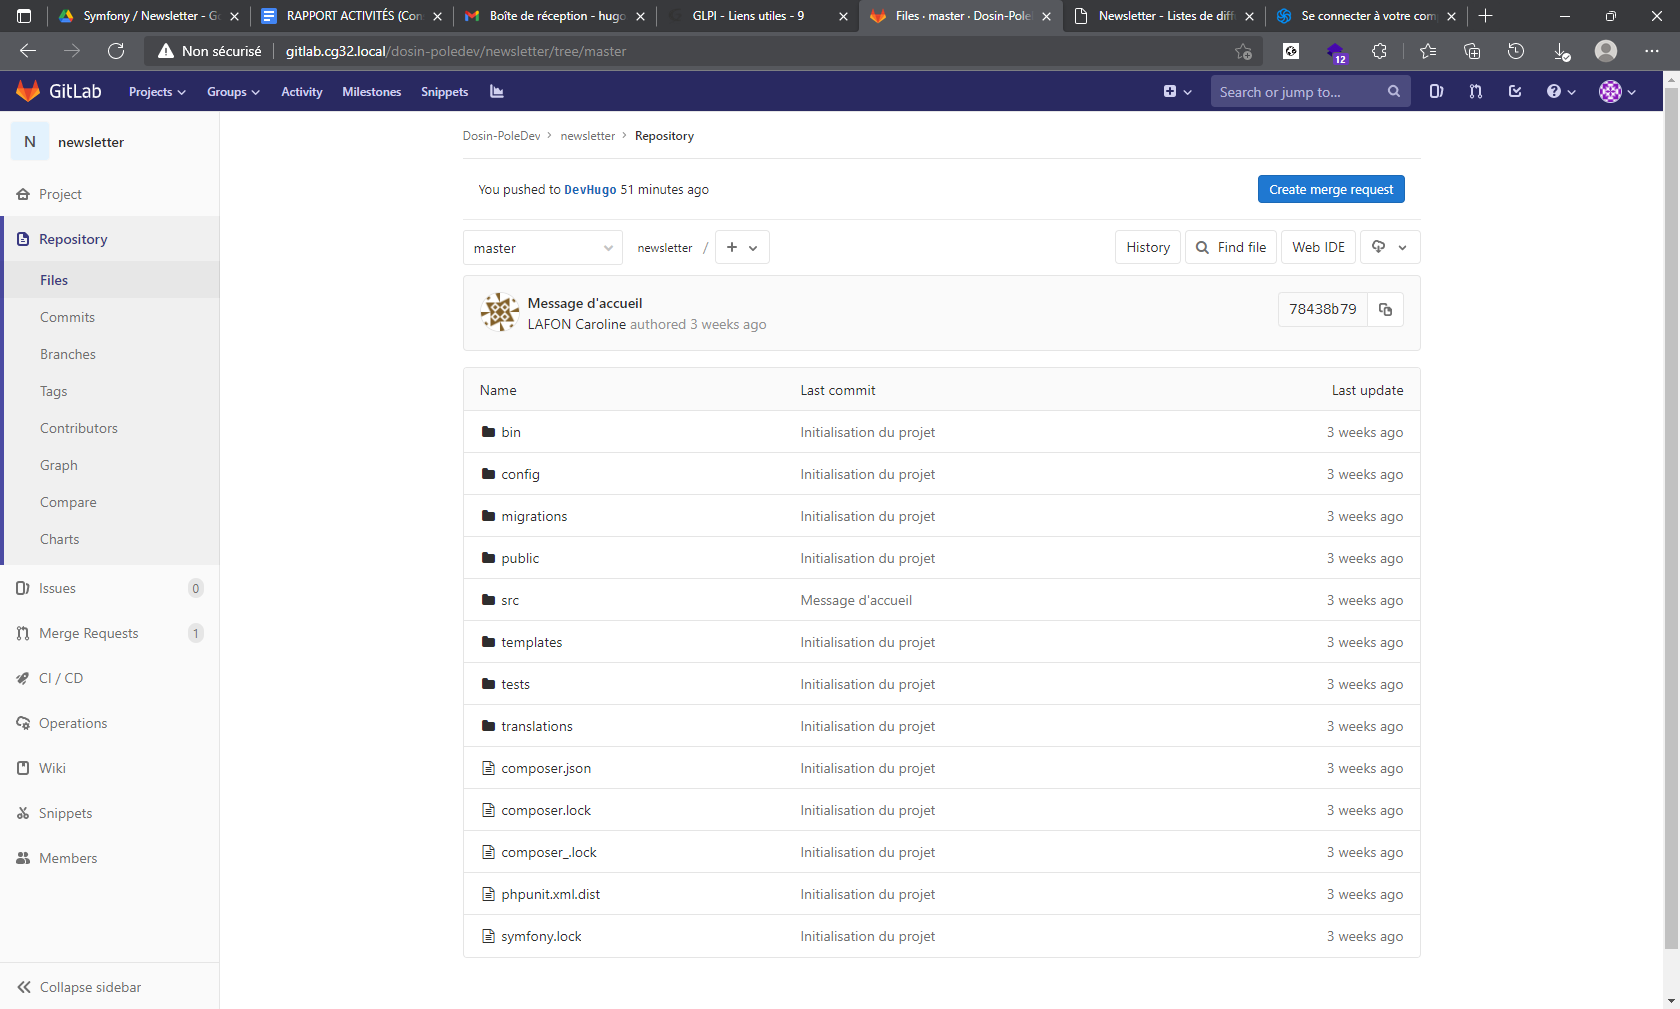 Symfony / Newsletter - Go
RAPPORT ACTIVITÉS (Con
Boîte de réception - hugo
GLPI - Liens utiles - 9
Files · master · Dosin-Pole
Newsletter - Listes de diff
Se connecter à votre com
Non sécurisé
gitlab.cg32.local/dosin-poledev/newsletter/tree/master
12
GitLab
Projects
Groups
Activity
Milestones
Snippets
Search or jump to...
N
newsletter
Project
Repository
Files
Commits
Branches
Tags
Contributors
Graph
Compare
Charts
Issues
0
Merge Requests
1
CI / CD
Operations
Wiki
Snippets
Members
Collapse sidebar
Dosin-PoleDev > newsletter > Repository
You pushed to DevHugo 51 minutes ago
Create merge request
master
newsletter / +
History
Find file
Web IDE
Message d'accueil
LAFON Caroline authored 3 weeks ago
78438b79
Name Last commit Last update
bin Initialisation du projet 3 weeks ago
config Initialisation du projet 3 weeks ago
migrations Initialisation du projet 3 weeks ago
public Initialisation du projet 3 weeks ago
src Message d'accueil 3 weeks ago
templates Initialisation du projet 3 weeks ago
tests Initialisation du projet 3 weeks ago
translations Initialisation du projet 3 weeks ago
composer.json Initialisation du projet 3 weeks ago
composer.lock Initialisation du projet 3 weeks ago
composer_.lock Initialisation du projet 3 weeks ago
phpunit.xml.dist Initialisation du projet 3 weeks ago
symfony.lock Initialisation du projet 3 weeks ago